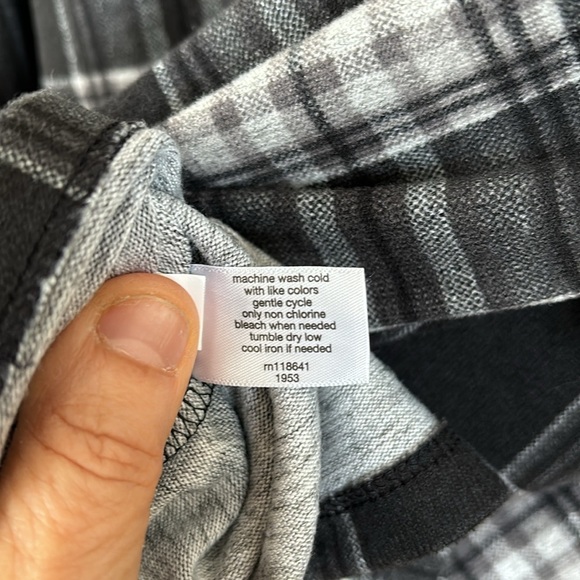 machine wash cold
with like colors
gentle cycle
only non chlorine
bleach when needed
tumble dry low
cool iron if needed
rn118641
1953